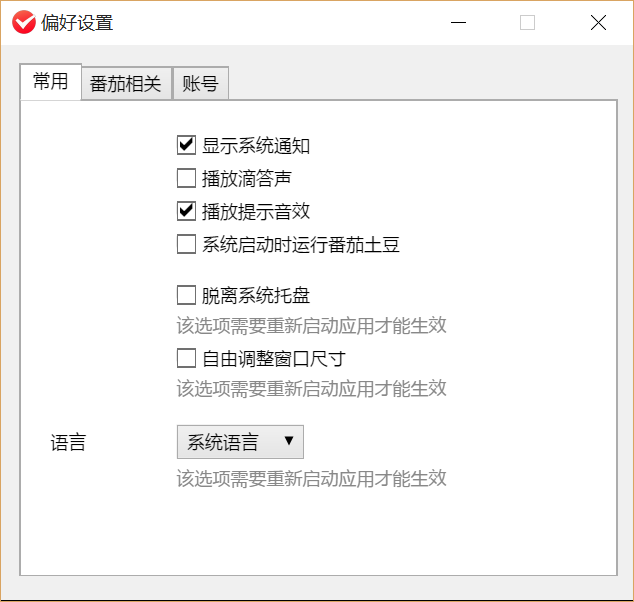 偏好设置
常用 番茄相关 账号
显示系统通知
播放滴答声
播放提示音效
系统启动时运行番茄土豆
脱离系统托盘
该选项需要重新启动应用才能生效
自由调整窗口尺寸
该选项需要重新启动应用才能生效
语言 系统语言
该选项需要重新启动应用才能生效